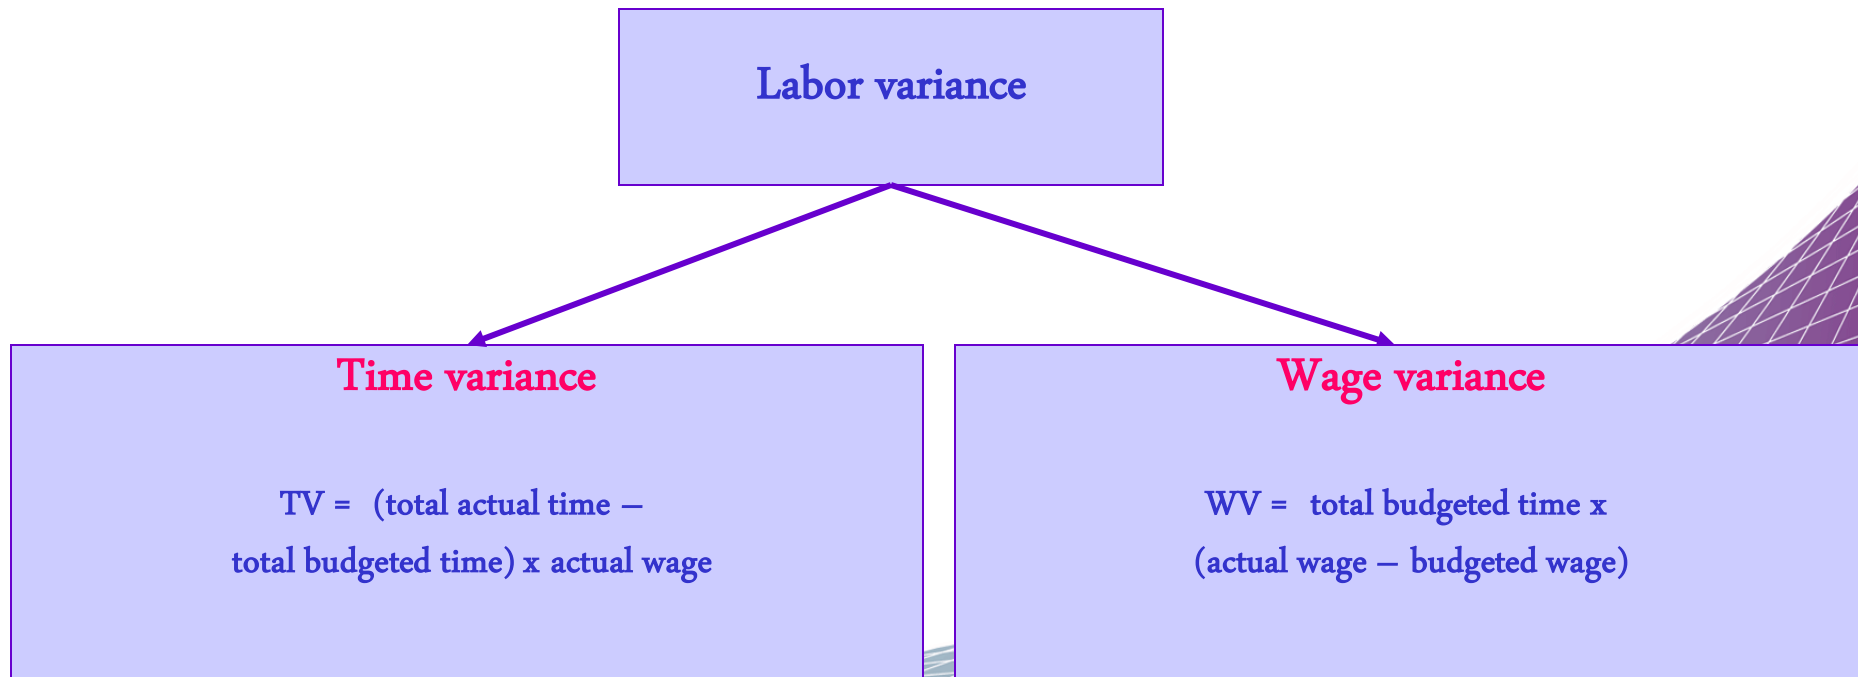 Labor variance
Time variance
TV = (total actual time –
total budgeted time) x actual wage
Wage variance
WV = total budgeted time x
(actual wage – budgeted wage)